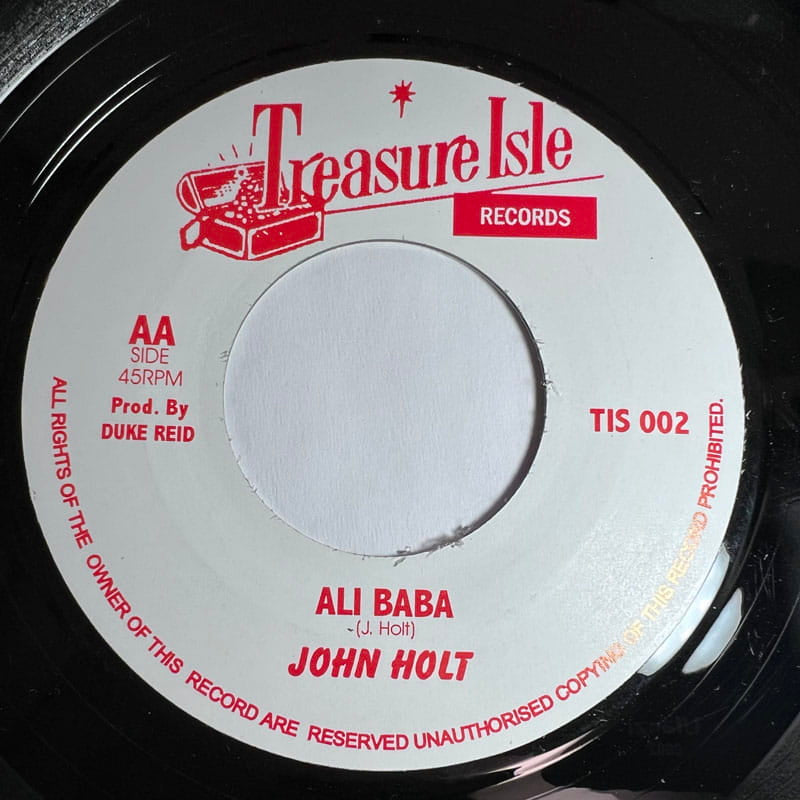 Treasure Isle
RECORDS
AA
SIDE
45RPM
Prod. By
DUKE REID
TIS 002
ALI BABA
(J. Holt)
JOHN HOLT
ALL RIGHTS OF THE OWNER OF THIS RECORD ARE RESERVED UNAUTHORISED COPYING OF THIS RECORD PROHIBITED.